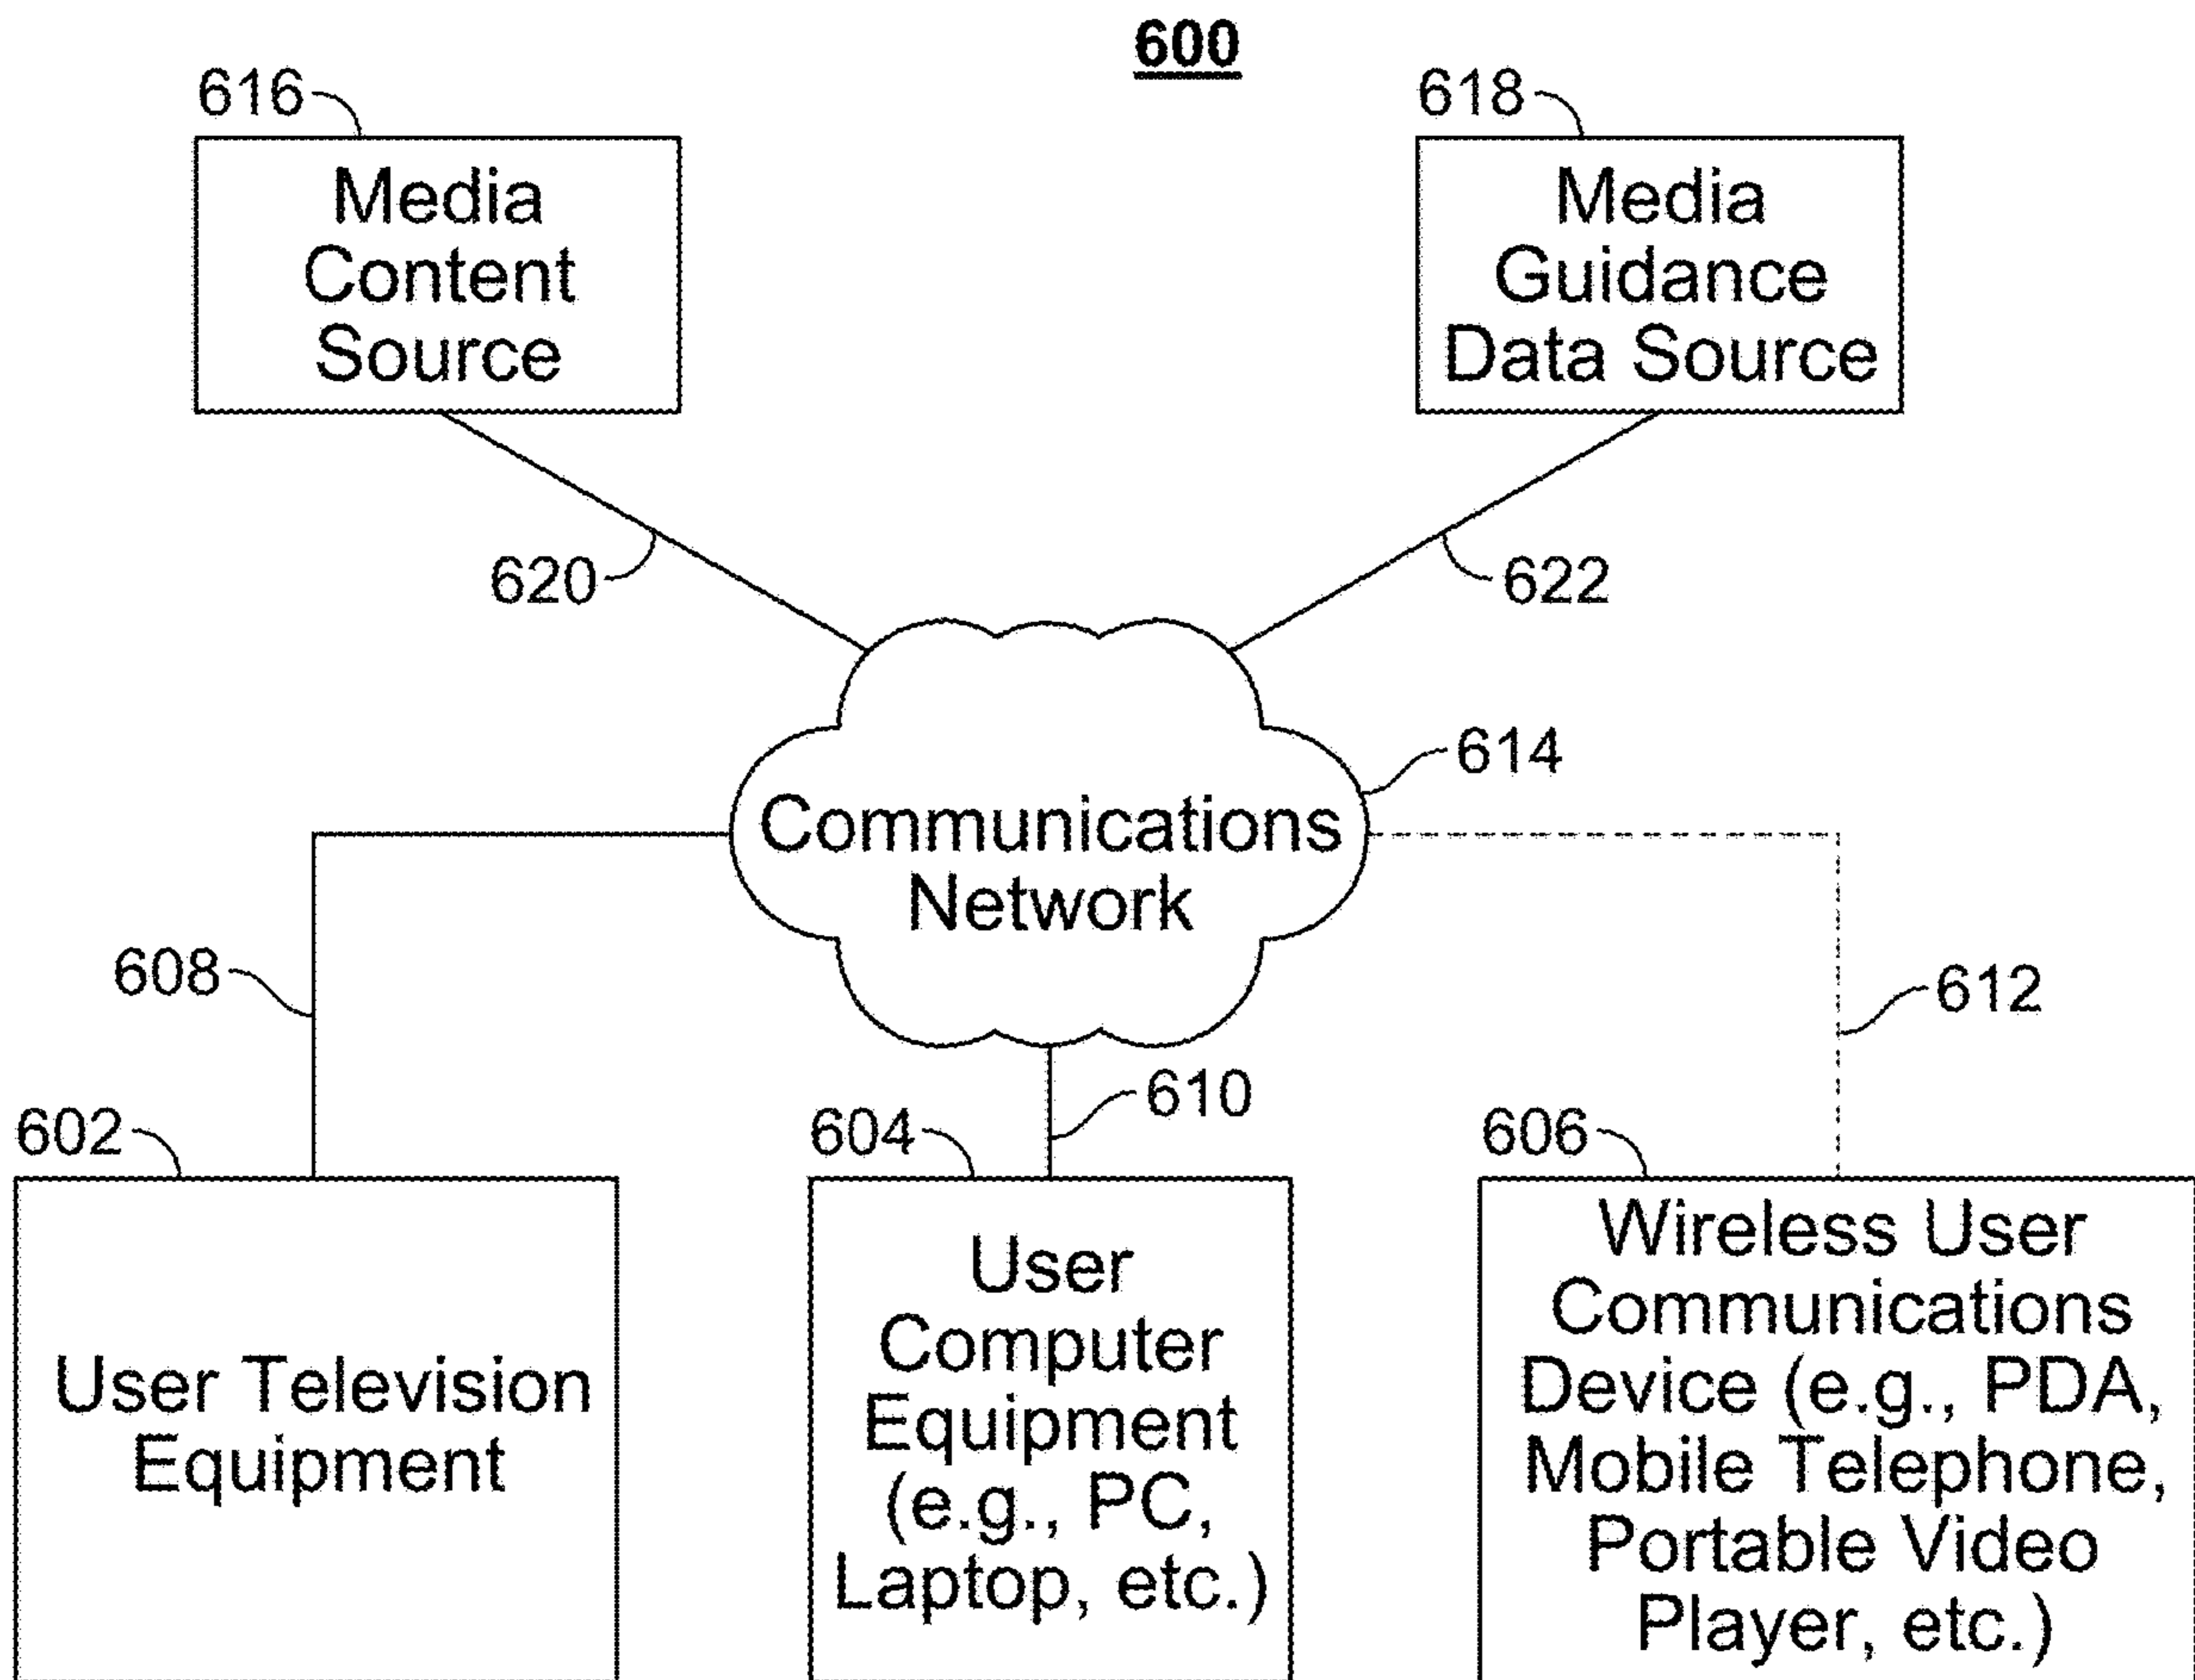 600
616
618
Media
Content
Source
Media
Guidance
Data Source
620
622
614
Communications
Network
608
612
610
602
604
606
User Television
Equipment
User
Computer
Equipment
(e.g., PC,
Laptop, etc.)
Wireless User
Communications
Device (e.g., PDA,
Mobile Telephone,
Portable Video
Player, etc.)